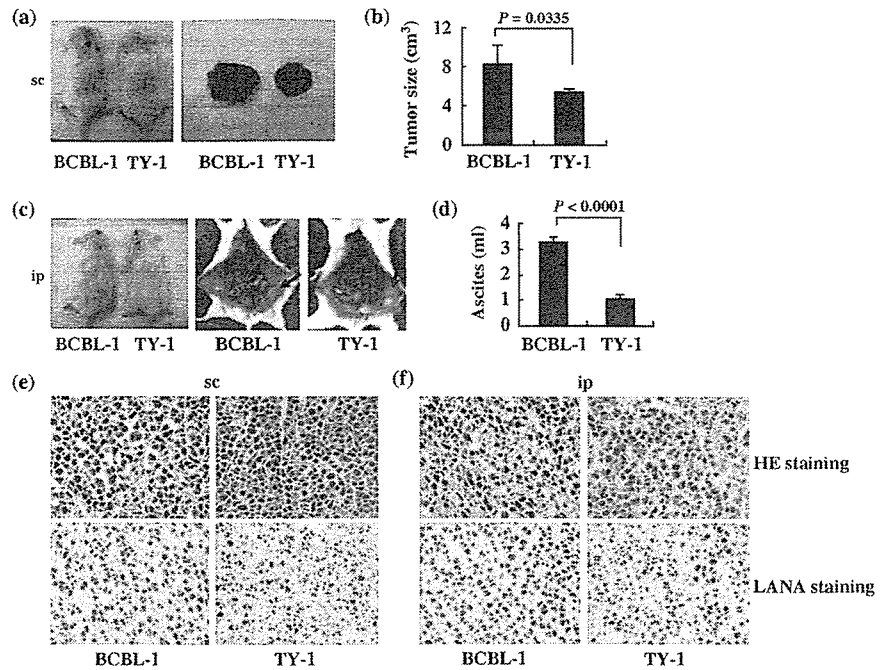 (a)
sc
BCBL-1 TY-1
BCBL-1 TY-1
(b)
P = 0.0335
Tumor size (cm³)
12
8
4
0
BCBL-1 TY-1
(c)
ip
BCBL-1 TY-1
BCBL-1
TY-1
(d)
P < 0.0001
Ascites (ml)
4
3
2
1
0
BCBL-1 TY-1
(e)
sc
(f)
ip
HE staining
LANA staining
BCBL-1
TY-1
BCBL-1
TY-1